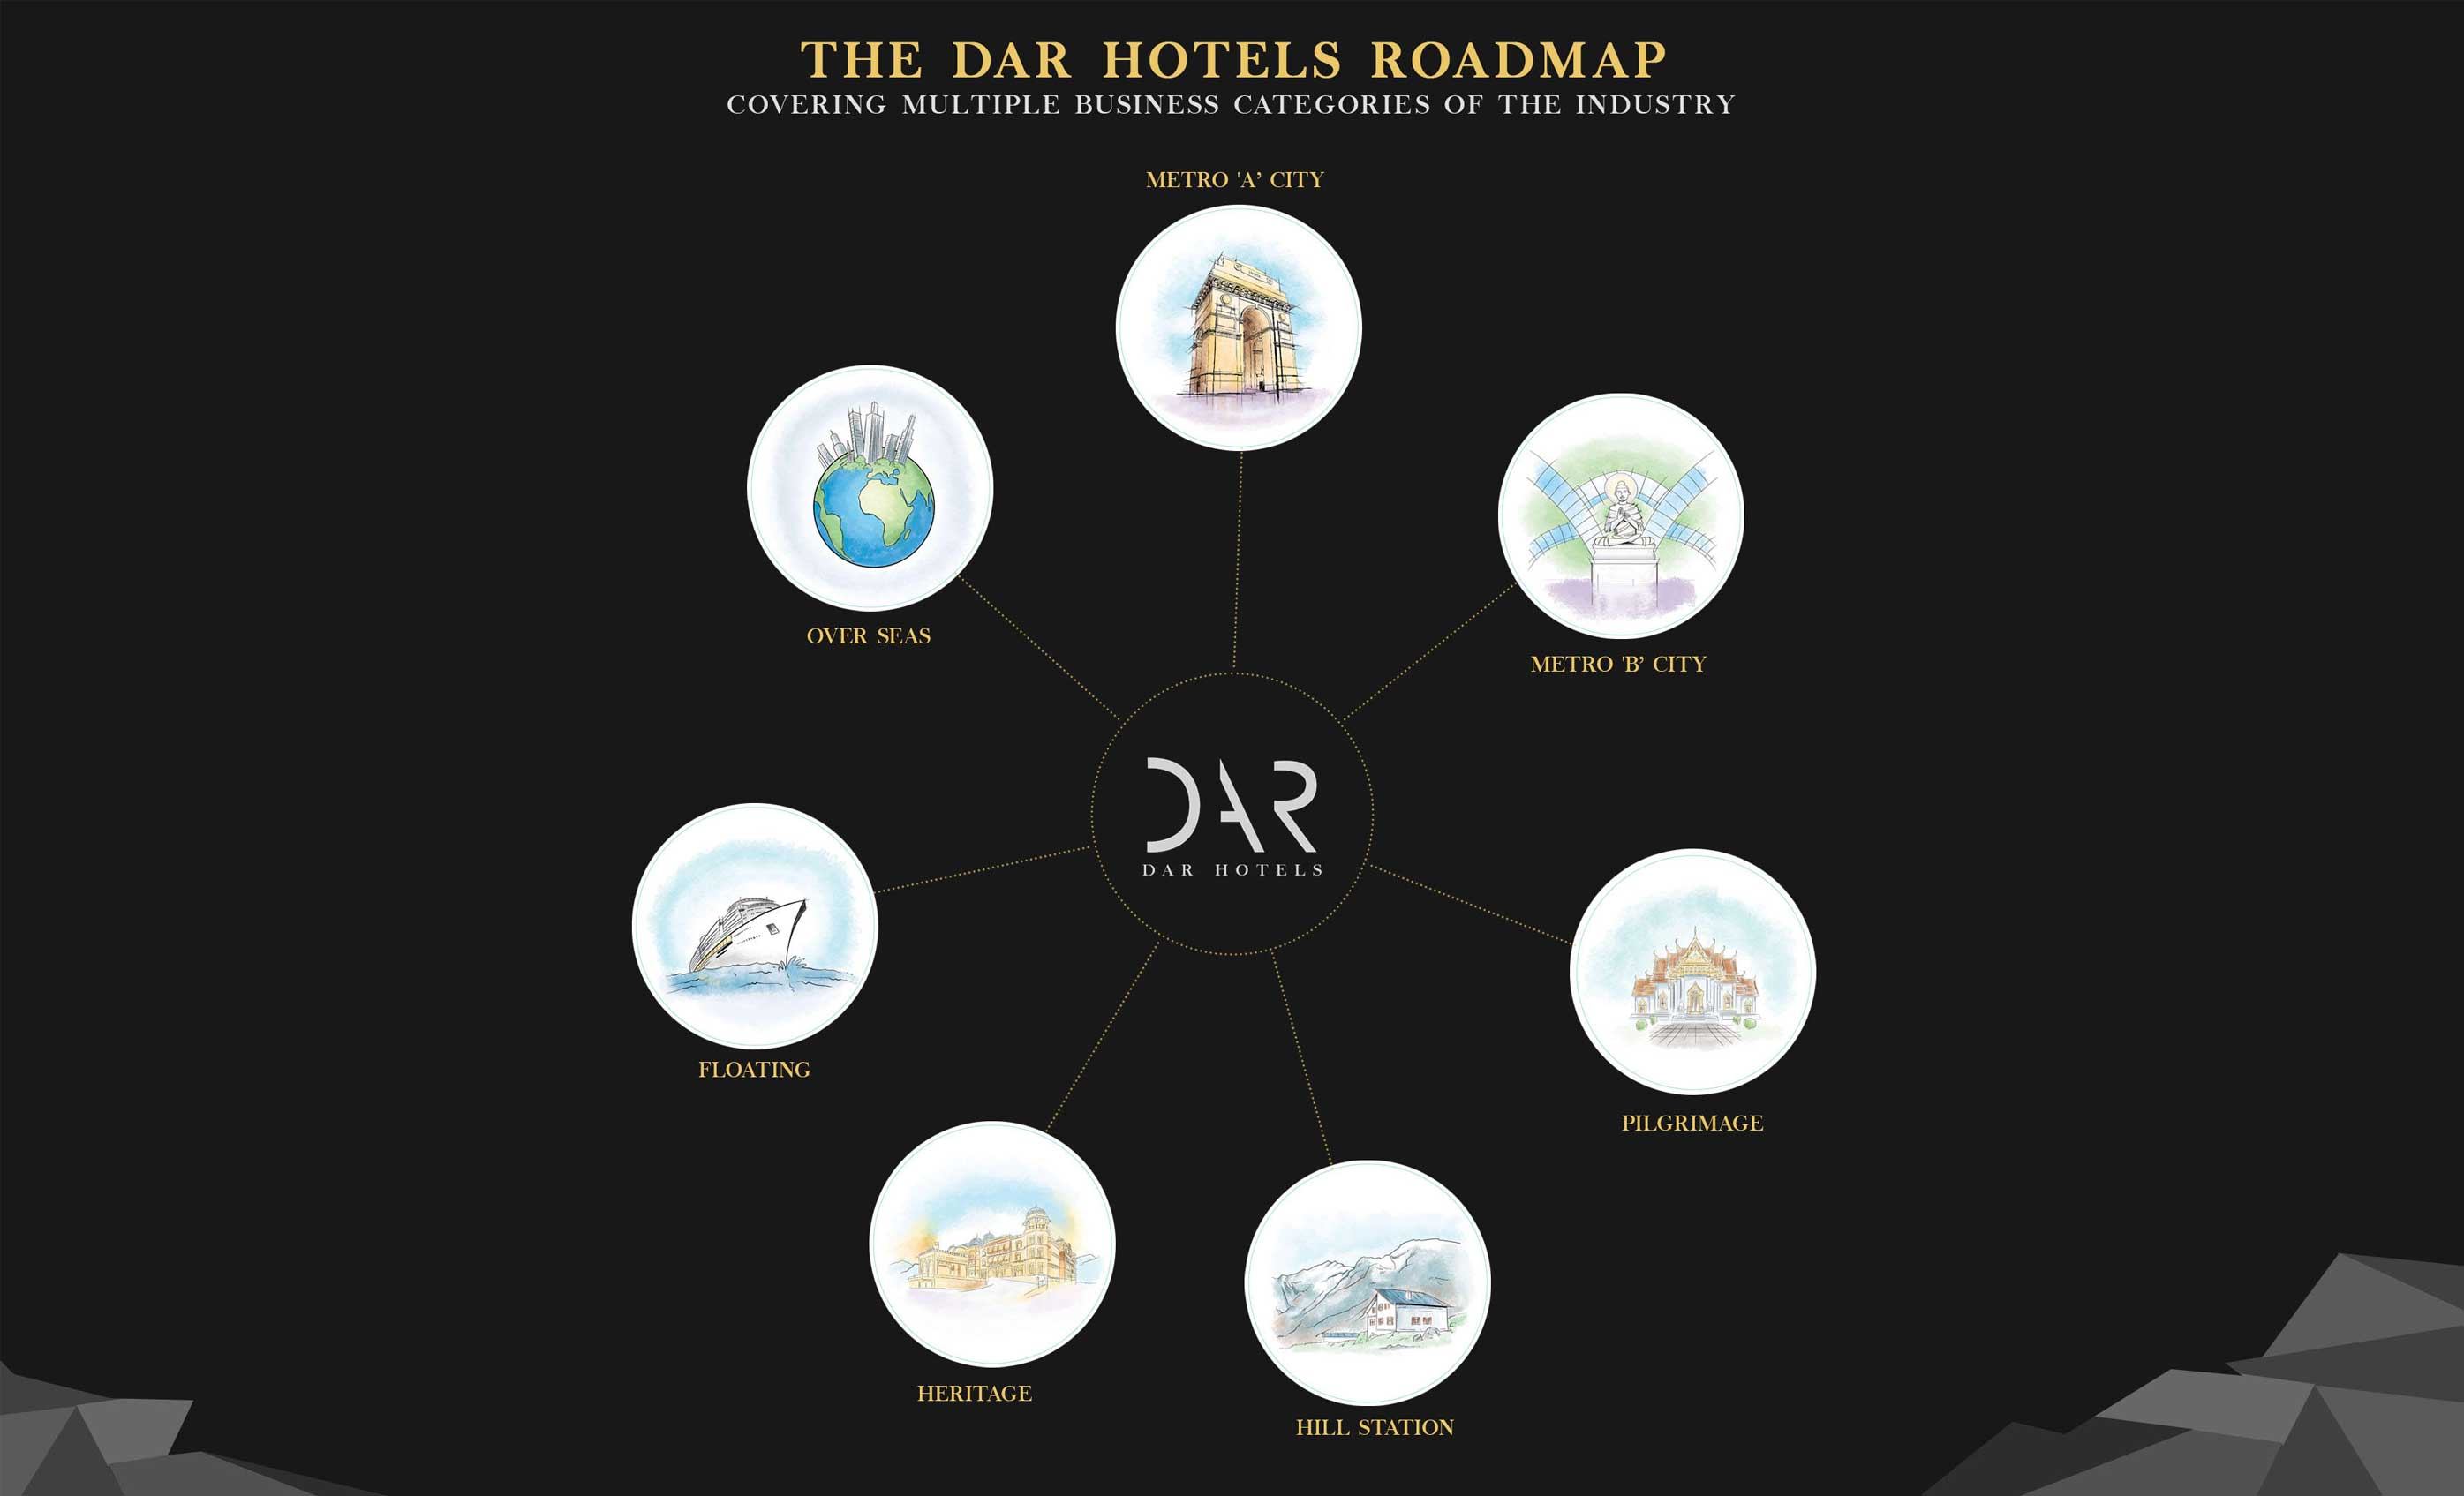 THE DAR HOTELS ROADMAP
COVERING MULTIPLE BUSINESS CATEGORIES OF THE INDUSTRY
METRO 'A’ CITY
OVER SEAS
METRO 'B’ CITY
DAR
DAR HOTELS
FLOATING
PILGRIMAGE
HERITAGE
HILL STATION